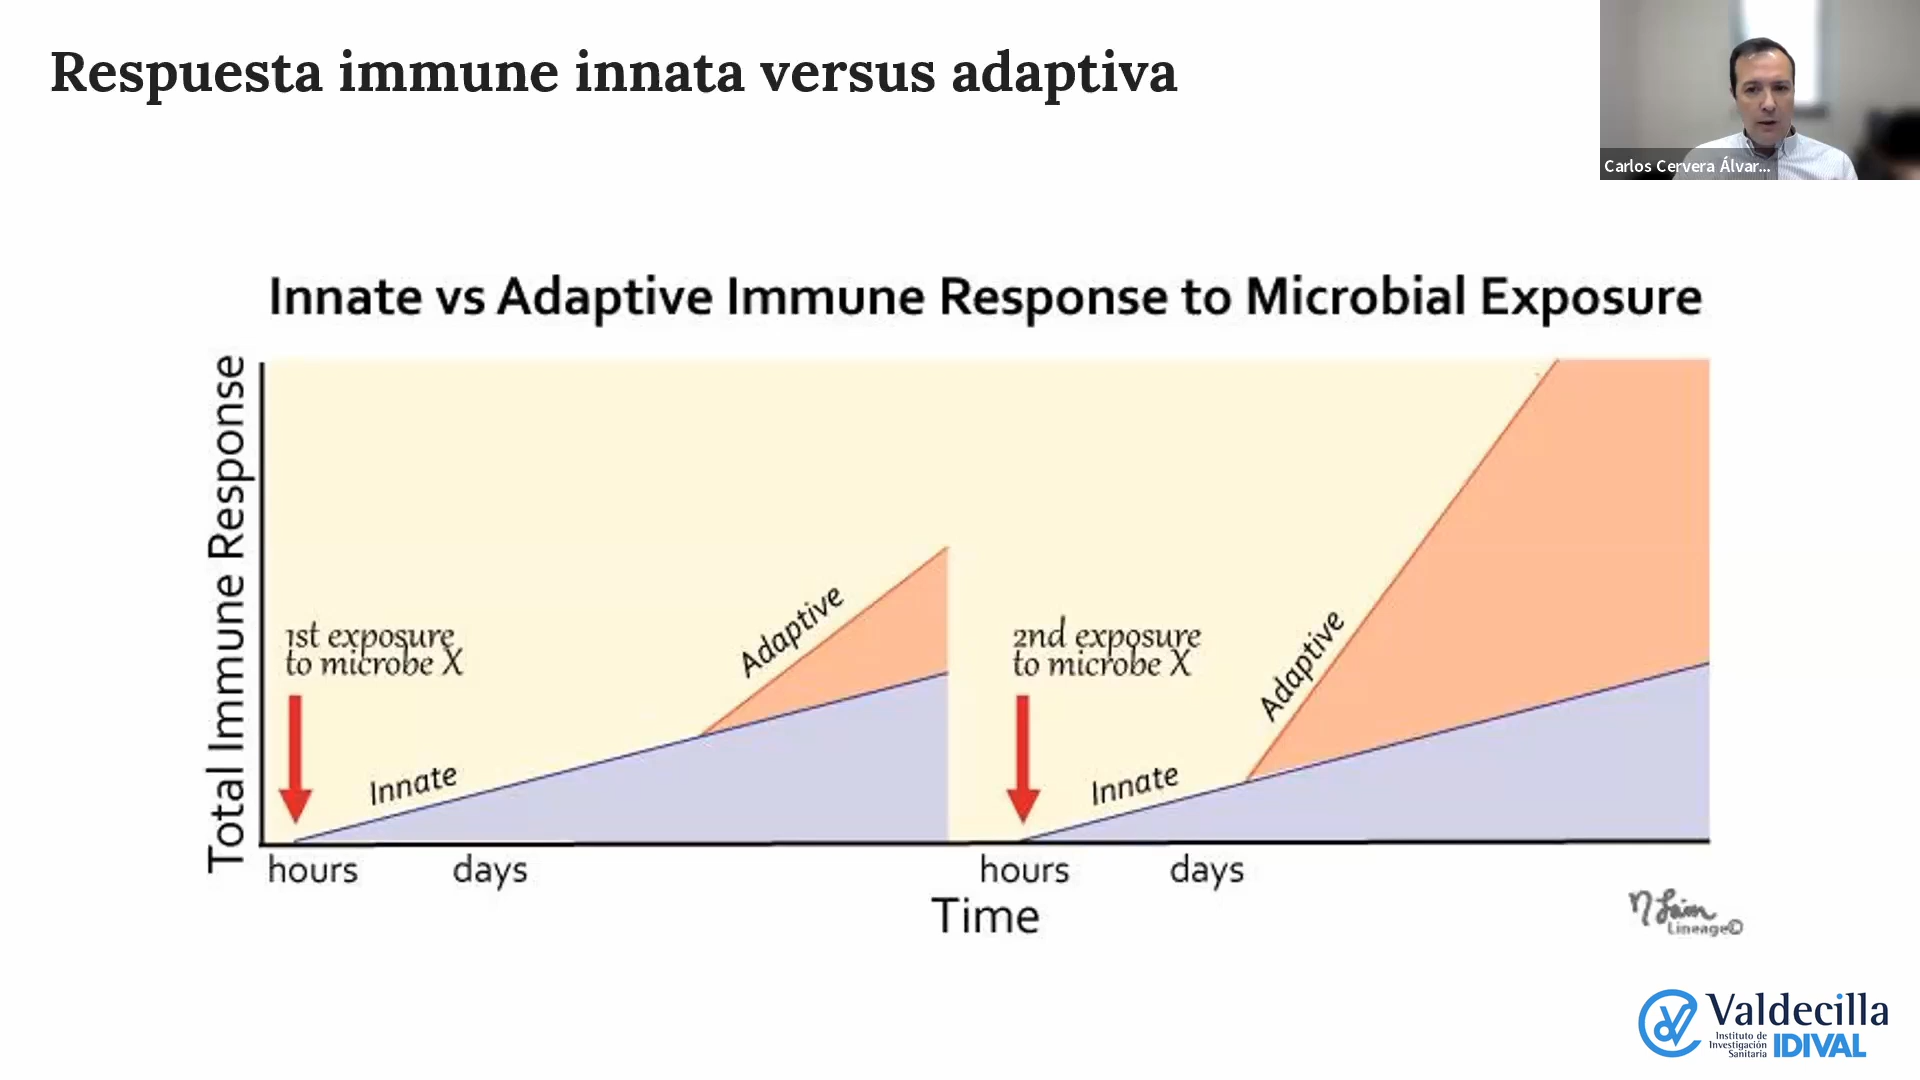 Respuesta immune innata versus adaptiva
Carlos Cervera Álvar...
Innate vs Adaptive Immune Response to Microbial Exposure
Total Immune Response
1st exposure
to microbe X
Innate
Adaptive
2nd exposure
to microbe X
Innate
Adaptive
hours
days
hours
days
Time
Lineage©
Valdecilla
Instituto de
Investigación
Sanitaria
IDIVAL